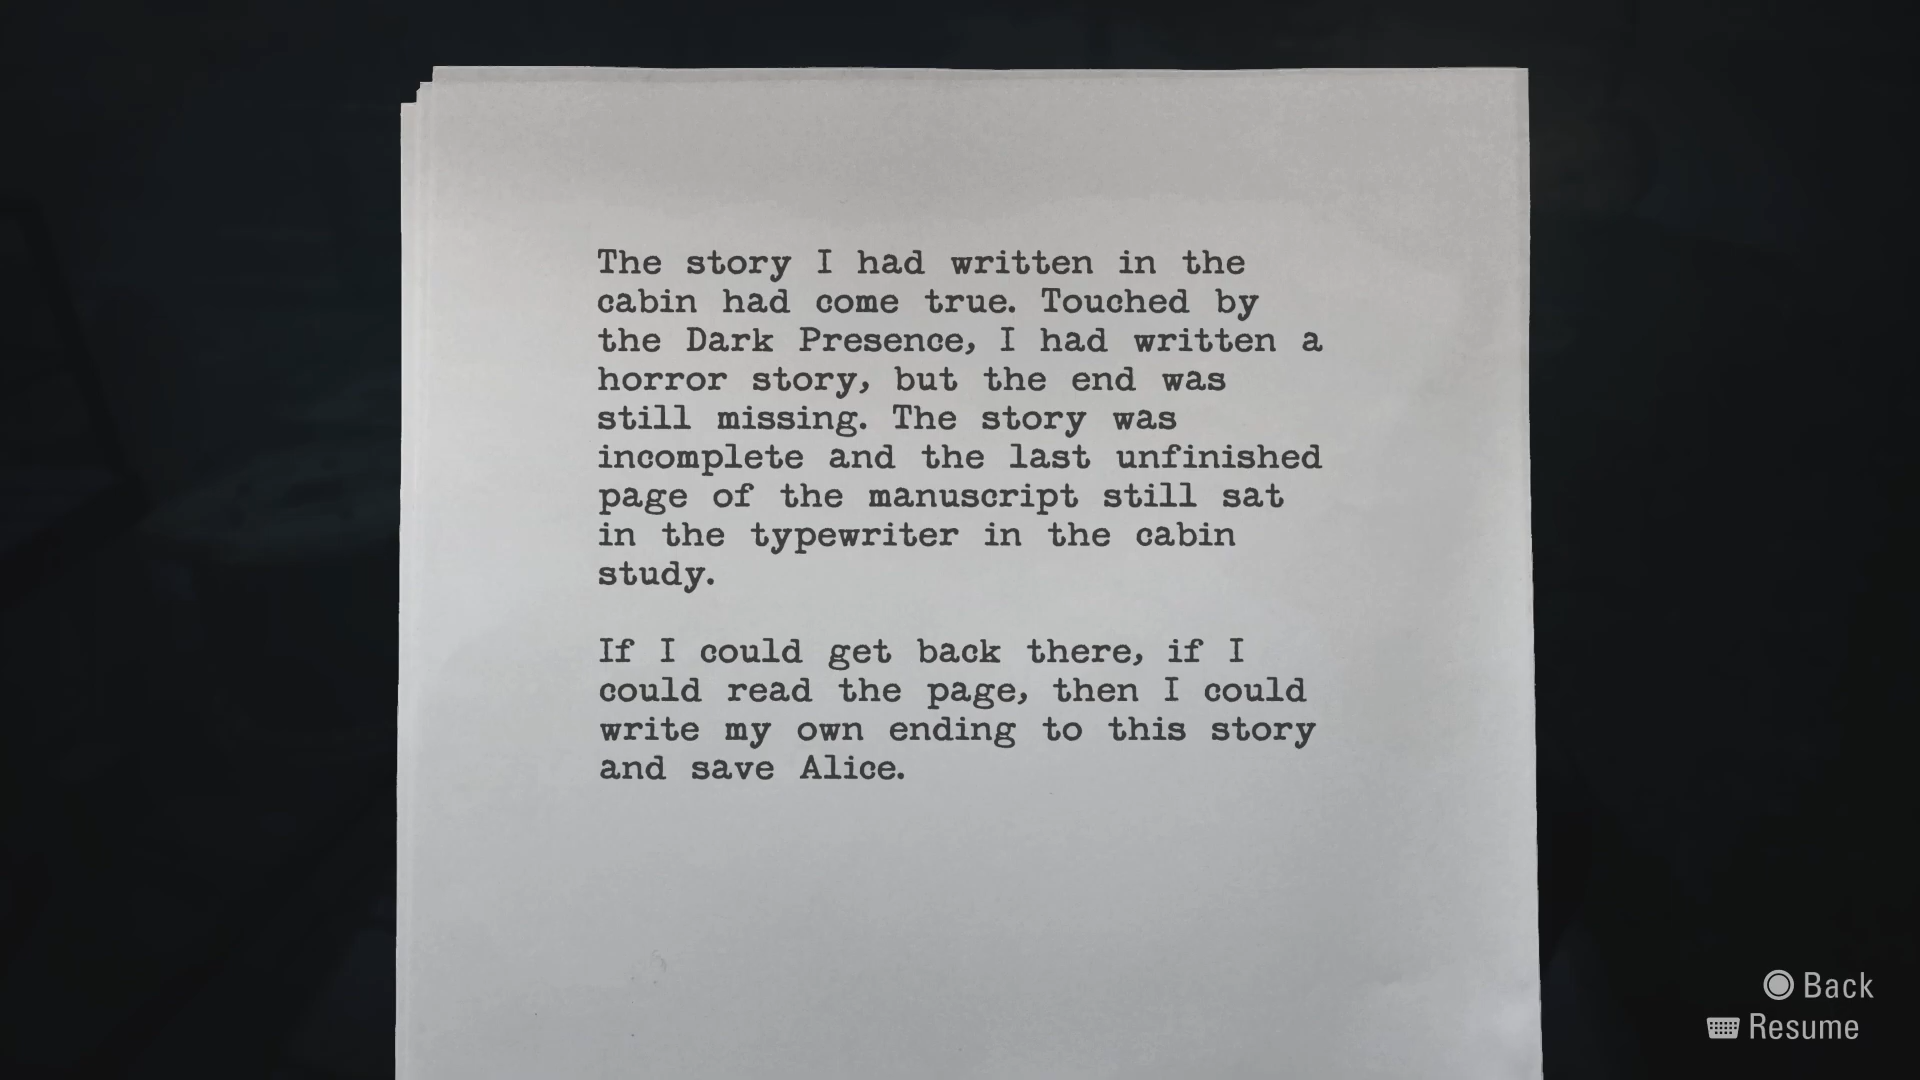 The story I had written in the
cabin had come true. Touched by
the Dark Presence, I had written a
horror story, but the end was
still missing. The story was
incomplete and the last unfinished
page of the manuscript still sat
in the typewriter in the cabin
study.
If I could get back there, if I
could read the page, then I could
write my own ending to this story
and save Alice.
Back
Resume